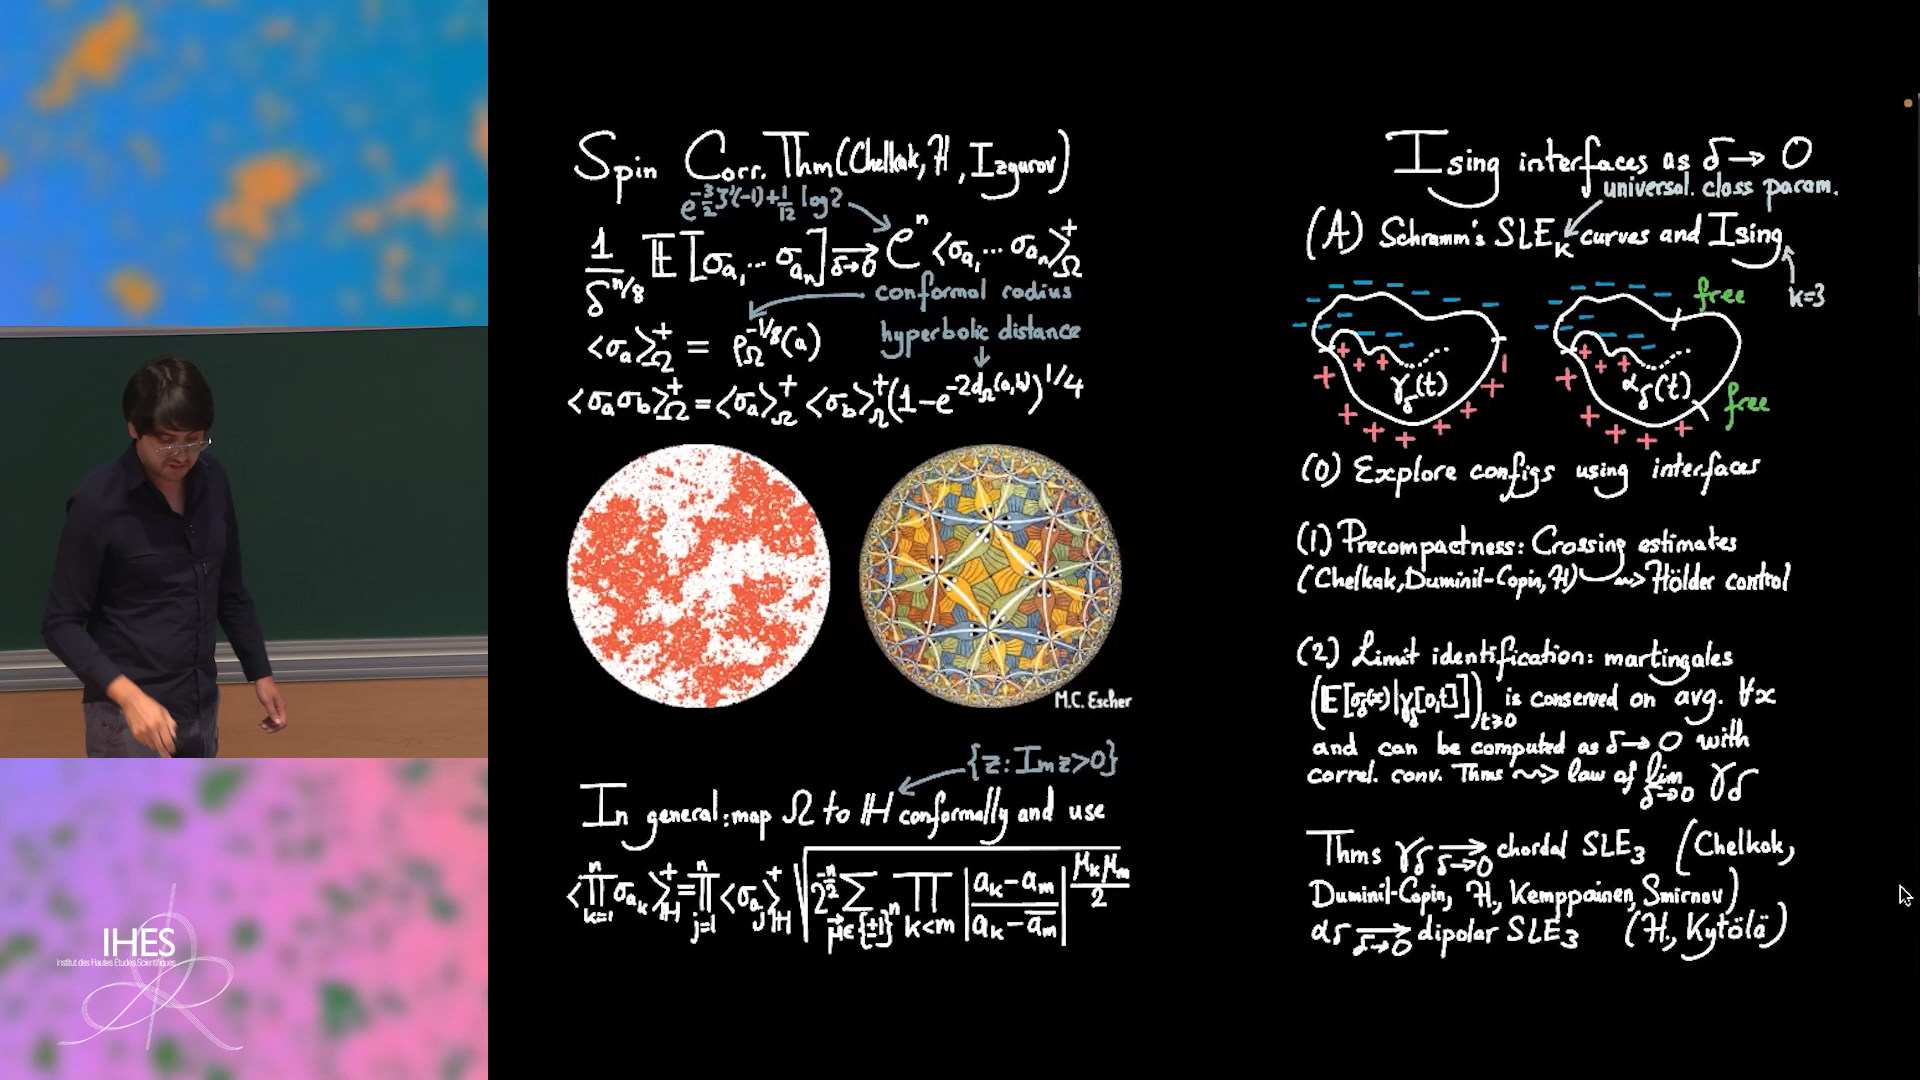 Spin Corr. Thm (Chelkak, H, Izyurov)
e^{-3/2 ζ'(-1) + 1/12 log 2}
1/δ^{n/8} 𝔼[σ_{a_1} ... σ_{a_n}] →_{δ→0} C^n <σ_{a_1} ... σ_{a_n}>_Ω^+
conformal radius
<σ_a>_Ω^+ = ρ_Ω^{-1/8}(a)
hyperbolic distance
<σ_a σ_b>_Ω^+ = <σ_a>_Ω^+ <σ_b>_Ω^+ (1-e^{-2d_Ω(a,b)})^{1/4}
M.C. Escher
{z: Im z>0}
In general: map Ω to ℍ conformally and use
<∏_{k=1}^n σ_{a_k}>_ℍ^+ = ∏_{j=1}^n <σ_{a_j}>_ℍ^+ √(2^{-n/2} ∑_{μ∈{±1}^n} ∏_{k<m} |(a_k-a_m)/(a_k-\overline{a_m})|^{μ_k μ_m/2})
Ising interfaces as δ → 0
universal. class param.
(A) Schramm's SLE_κ curves and Ising
κ=3
free
γ_δ(t)
α_δ(t)
free
(0) Explore configs using interfaces
(1) Precompactness: Crossing estimates
(Chelkak, Duminil-Copin, H) ⇝ Hölder control
(2) Limit identification: martingales
(𝔼[σ_δ(x)|γ_δ[0,t]])_{t≥0} is conserved on avg. ∀x
and can be computed as δ→0 with
correl. conv. Thms ⇝ law of lim_{δ→0} γ_δ
Thms γ_δ →_{δ→0} chordal SLE_3 (Chelkak,
Duminil-Copin, H., Kemppainen, Smirnov)
α_δ →_{δ→0} dipolar SLE_3 (H., Kytölä)
IHES
Institut des Hautes Études Scientifiques